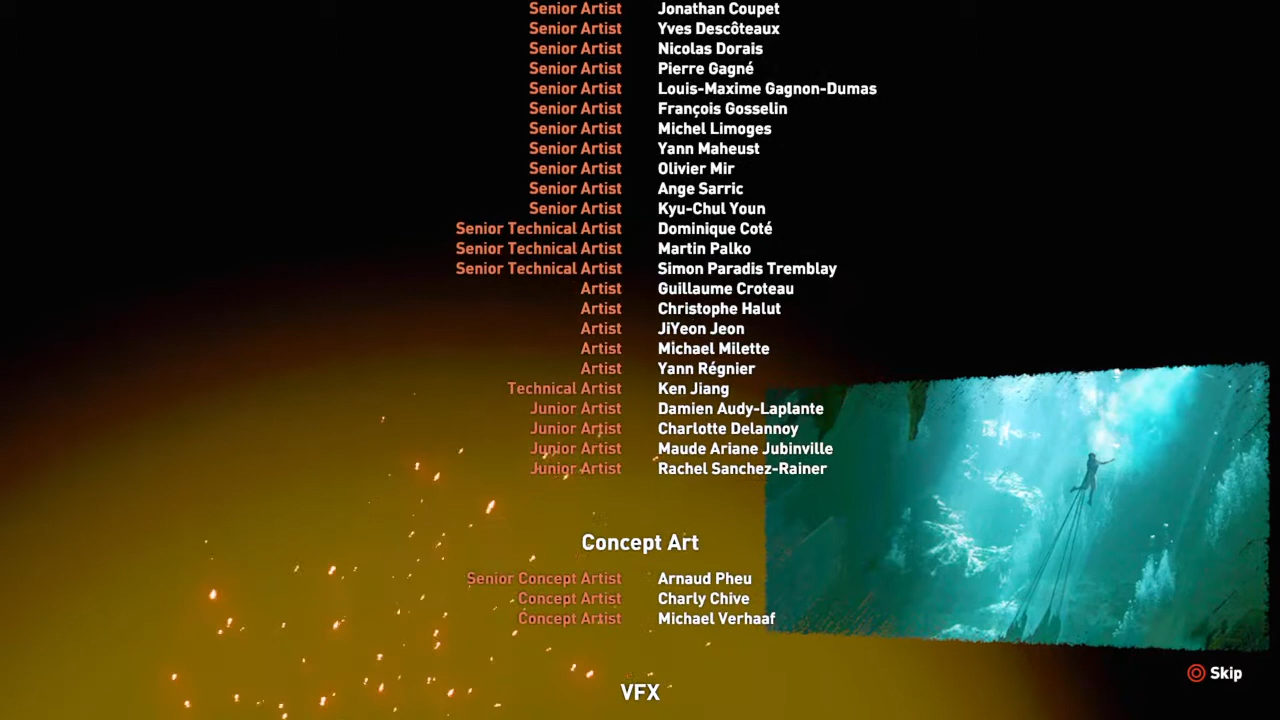 Senior Artist Jonathan Coupet
Senior Artist Yves Descôteaux
Senior Artist Nicolas Dorais
Senior Artist Pierre Gagné
Senior Artist Louis-Maxime Gagnon-Dumas
Senior Artist François Gosselin
Senior Artist Michel Limoges
Senior Artist Yann Maheust
Senior Artist Olivier Mir
Senior Artist Ange Sarric
Senior Artist Kyu-Chul Youn
Senior Technical Artist Dominique Coté
Senior Technical Artist Martin Palko
Senior Technical Artist Simon Paradis Tremblay
Artist Guillaume Croteau
Artist Christophe Halut
Artist JiYeon Jeon
Artist Michael Milette
Artist Yann Régnier
Technical Artist Ken Jiang
Junior Artist Damien Audy-Laplante
Junior Artist Charlotte Delannoy
Junior Artist Maude Ariane Jubinville
Junior Artist Rachel Sanchez-Rainer
Concept Art
Senior Concept Artist Arnaud Pheu
Concept Artist Charly Chive
Concept Artist Michael Verhaaf
Skip
VFX